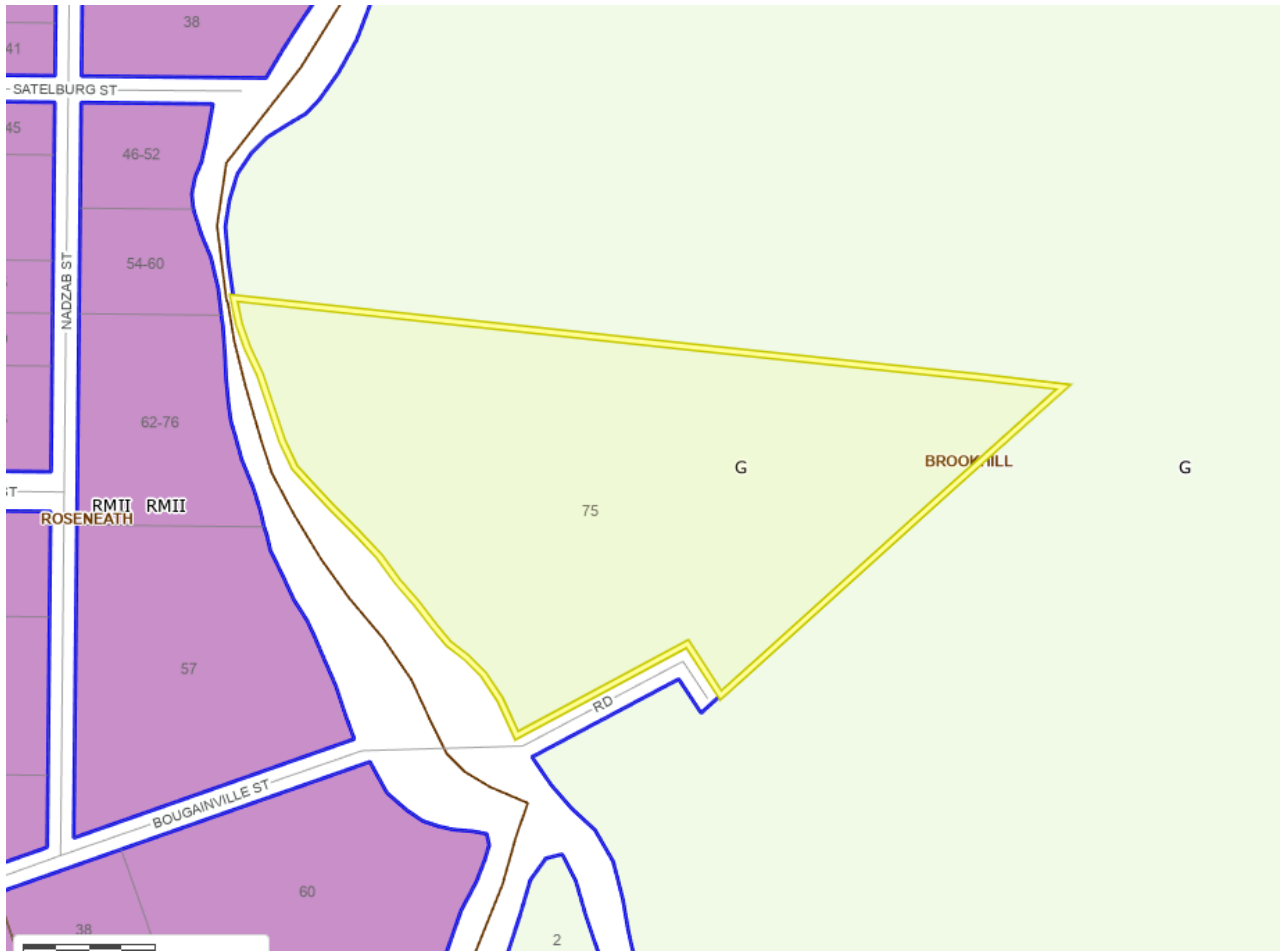 38
41
SATELBURG ST
45
46-52
NADZAB ST
54-60
62-76
G
BROOKHILL
G
75
ST
RMII RMII
ROSENEATH
57
RD
BOUGAINVILLE ST
60
38
2